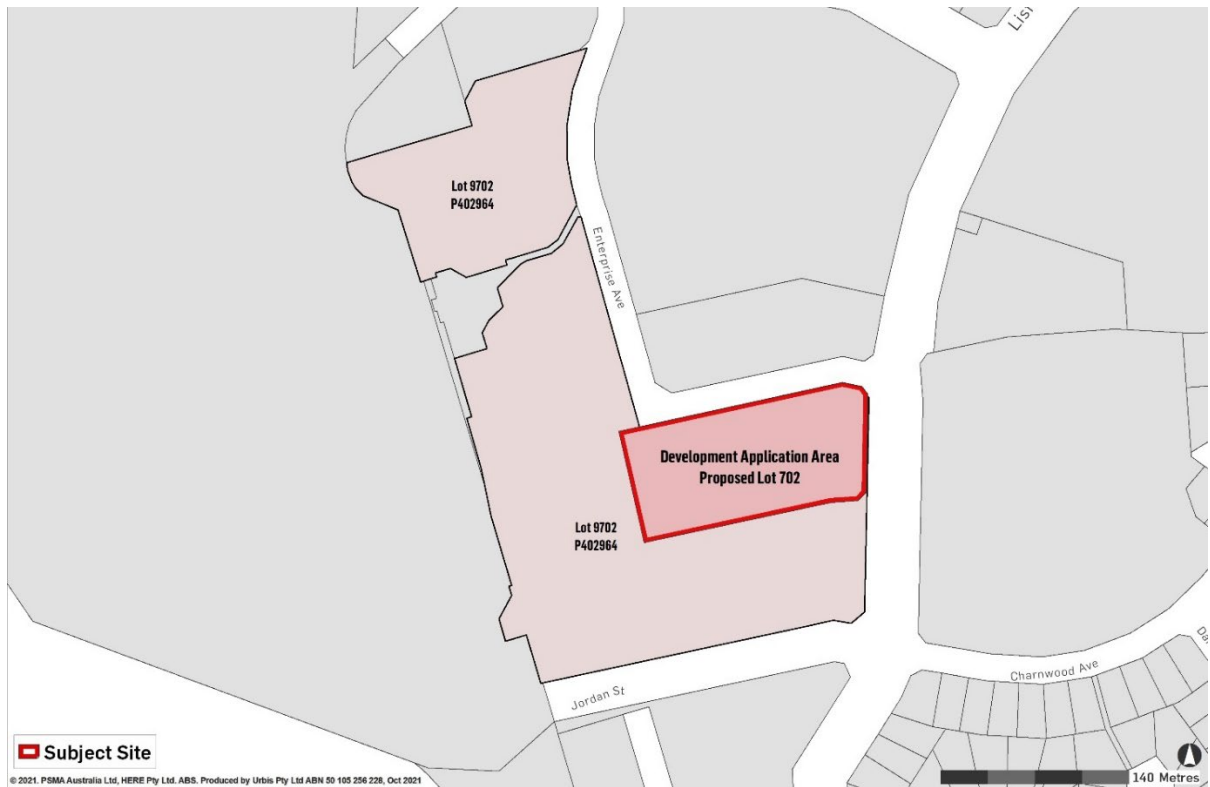 Lot 9702
P402964
Enterprise Ave
Development Application Area
Proposed Lot 702
Lot 9702
P402964
Charnwood Ave
Jordan St
Subject Site
140 Metres
© 2021. PSMA Australia Ltd, HERE Pty Ltd. ABS. Produced by Urbis Pty Ltd ABN 50 105 256 228, Oct 2021